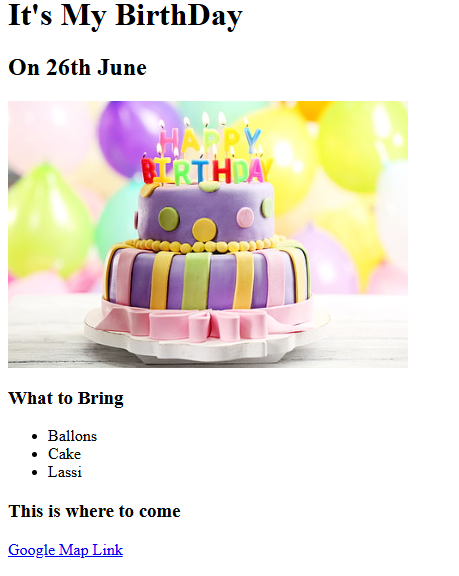 It's My BirthDay
On 26th June
HAPPY
BIRTHDAY
What to Bring
Ballons
Cake
Lassi
This is where to come
Google Map Link